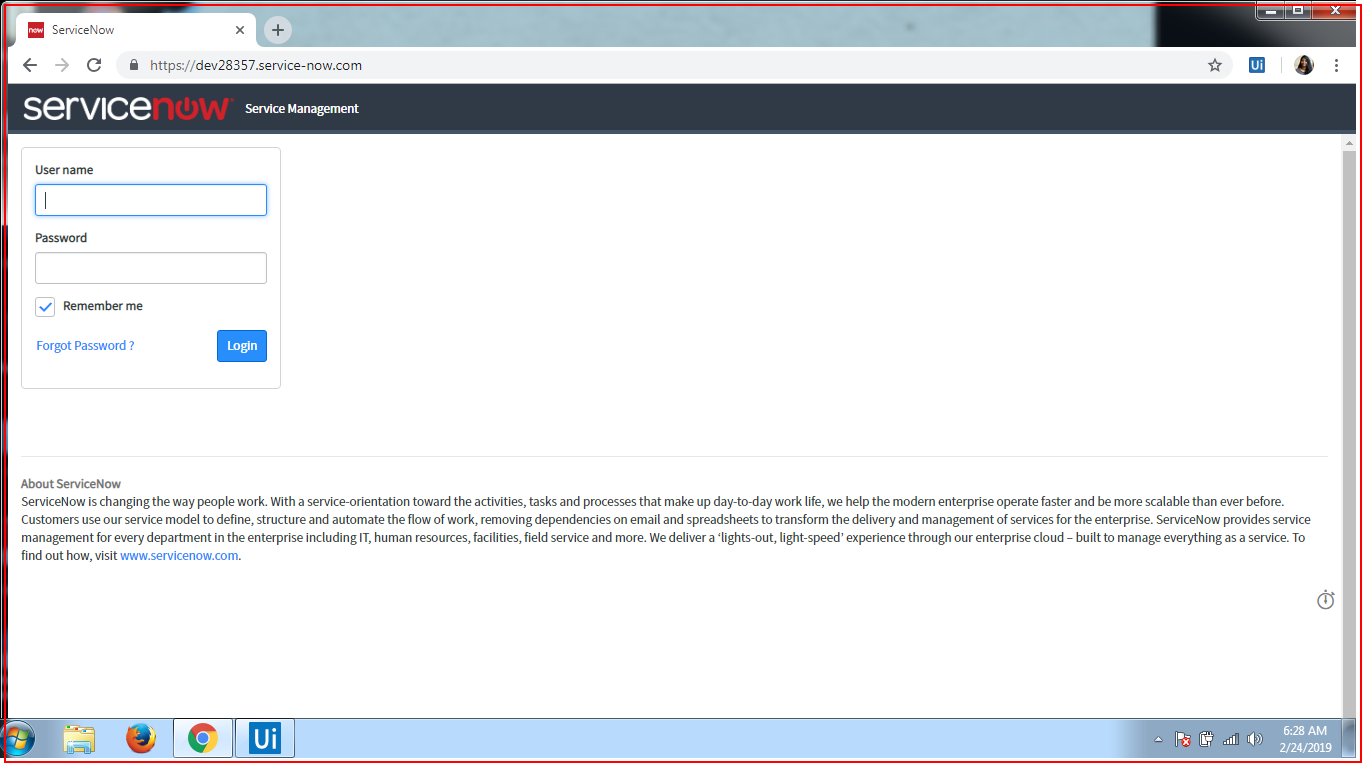 now ServiceNow
https://dev28357.service-now.com
Ui
servicenow Service Management
User name
Password
Remember me
Forgot Password ?
Login
About ServiceNow
ServiceNow is changing the way people work. With a service-orientation toward the activities, tasks and processes that make up day-to-day work life, we help the modern enterprise operate faster and be more scalable than ever before.
Customers use our service model to define, structure and automate the flow of work, removing dependencies on email and spreadsheets to transform the delivery and management of services for the enterprise. ServiceNow provides service
management for every department in the enterprise including IT, human resources, facilities, field service and more. We deliver a ‘lights-out, light-speed’ experience through our enterprise cloud – built to manage everything as a service. To
find out how, visit www.servicenow.com.
Ui
6:28 AM
2/24/2019